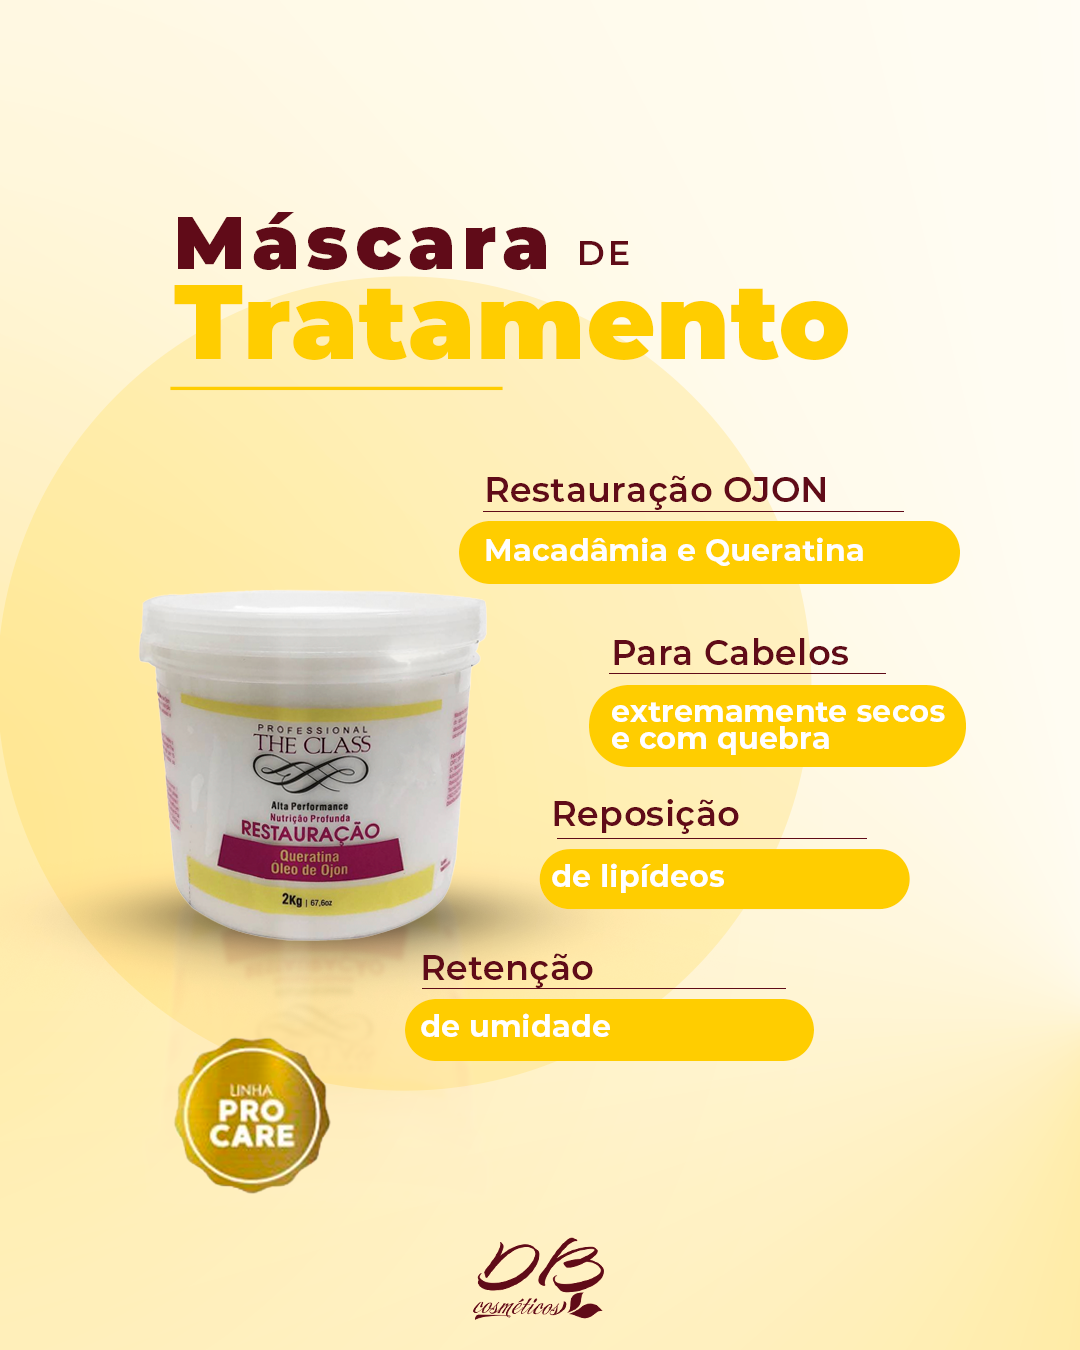 Máscara DE
Tratamento
Restauração OJON
Macadâmia e Queratina
Para Cabelos
extremamente secos
e com quebra
Reposição
de lipídeos
Retenção
de umidade
PROFESSIONAL
THE CLASS
Alta Performance
Nutrição Profunda
RESTAURAÇÃO
Queratina
Óleo de Ojon
2Kg | 67,6oz
LINHA
PRO
CARE
DB
cosméticos